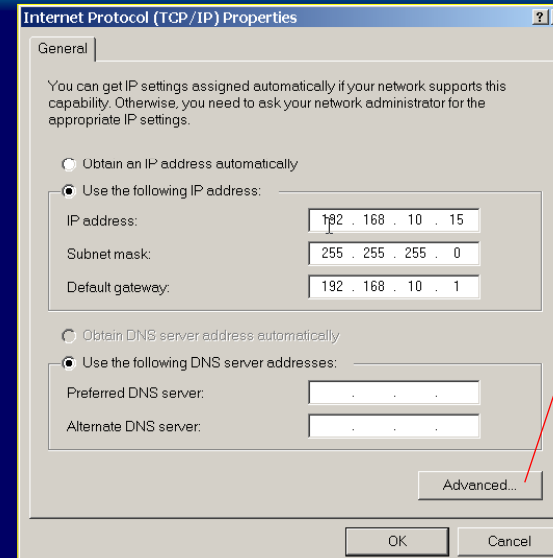 Internet Protocol (TCP/IP) Properties
?
General
You can get IP settings assigned automatically if your network supports this
capability. Otherwise, you need to ask your network administrator for the
appropriate IP settings.
Obtain an IP address automatically
Use the following IP address:
IP address: 192 . 168 . 10 . 15
Subnet mask: 255 . 255 . 255 . 0
Default gateway: 192 . 168 . 10 . 1
Obtain DNS server address automatically
Use the following DNS server addresses:
Preferred DNS server: . . .
Alternate DNS server: . . .
Advanced...
OK Cancel